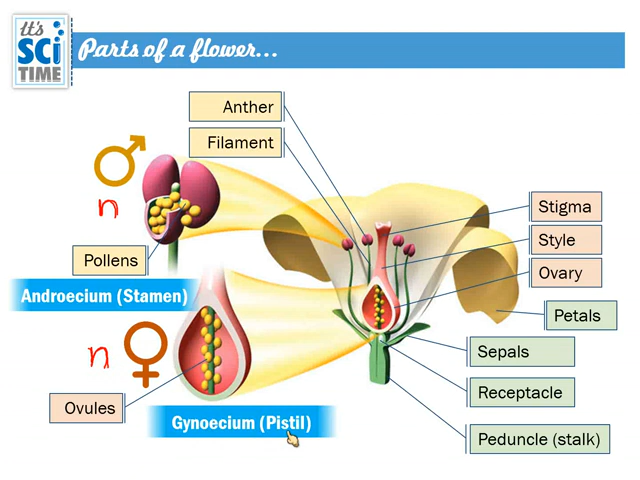 It's
SCI
TIME
Parts of a flower...
Anther
Filament
n
Pollens
Androecium (Stamen)
Stigma
Style
Ovary
Petals
Sepals
Receptacle
Peduncle (stalk)
n
Ovules
Gynoecium (Pistil)